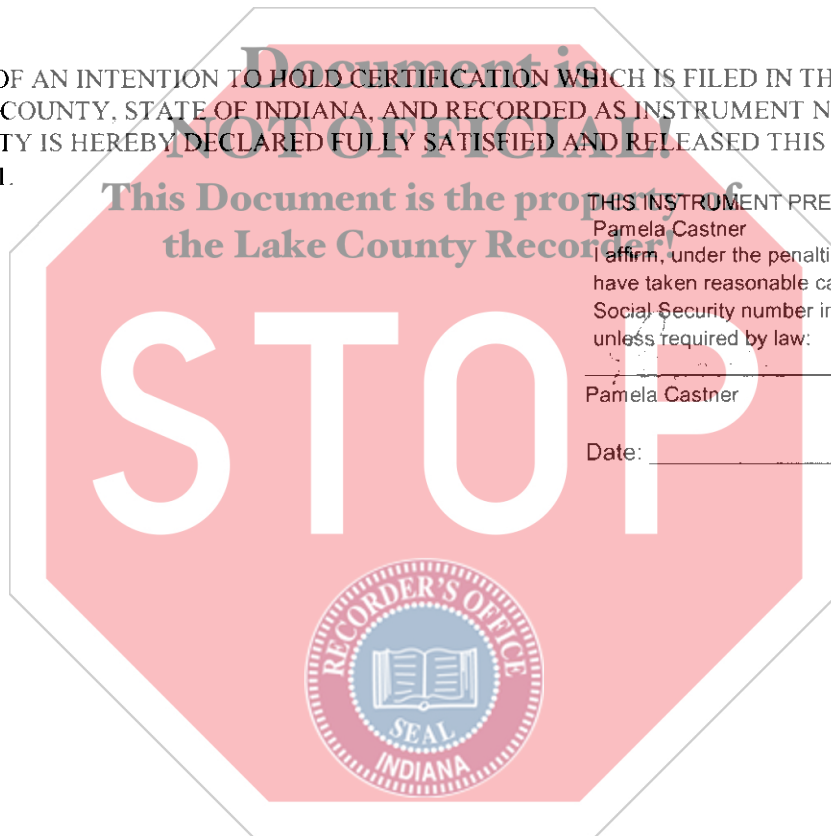 Document is
OF AN INTENTION TO HOLD CERTIFICATION WHICH IS FILED IN TH
COUNTY, STATE OF INDIANA, AND RECORDED AS INSTRUMENT N
NOT OFFICIAL!
TY IS HEREBY DECLARED FULLY SATISFIED AND RELEASED THIS
1.
This Document is the property of
the Lake County Recorder!
THIS INSTRUMENT PRE
Pamela Castner
I affirm, under the penalti
have taken reasonable ca
Social Security number in
unless required by law:
Pamela Castner
Date:
STOP
RECORDER'S OFFICE
SEAL
INDIANA